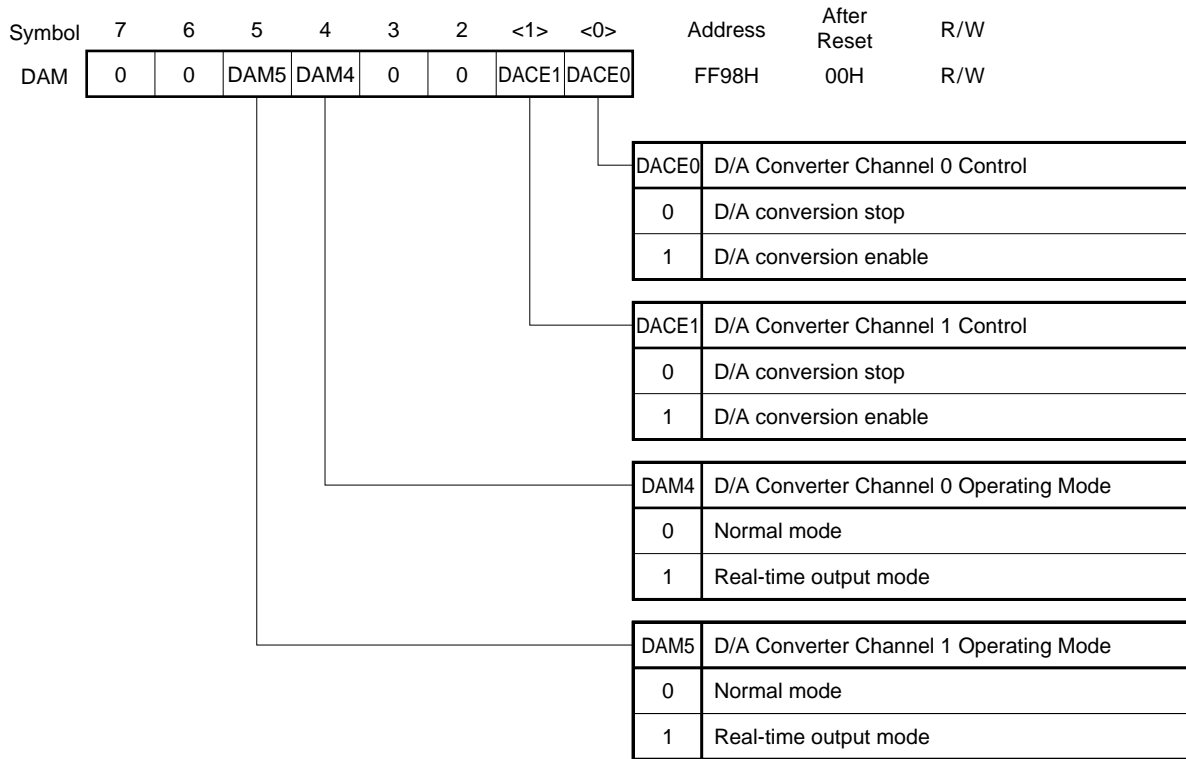 Symbol 7 6 5 4 3 2 <1> <0> Address After Reset R/W
DAM 0 0 DAM5 DAM4 0 0 DACE1 DACE0 FF98H 00H R/W
DACE0 D/A Converter Channel 0 Control
0 D/A conversion stop
1 D/A conversion enable
DACE1 D/A Converter Channel 1 Control
0 D/A conversion stop
1 D/A conversion enable
DAM4 D/A Converter Channel 0 Operating Mode
0 Normal mode
1 Real-time output mode
DAM5 D/A Converter Channel 1 Operating Mode
0 Normal mode
1 Real-time output mode